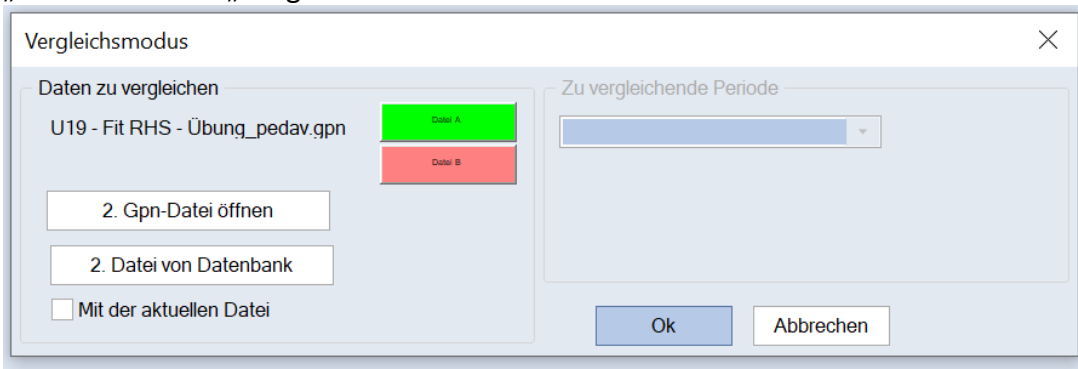 Vergleichsmodus
Daten zu vergleichen
U19 - Fit RHS - Übung_pedav.gpn
Datei A
Datei B
2. Gpn-Datei öffnen
2. Datei von Datenbank
Mit der aktuellen Datei
Zu vergleichende Periode
Ok
Abbrechen